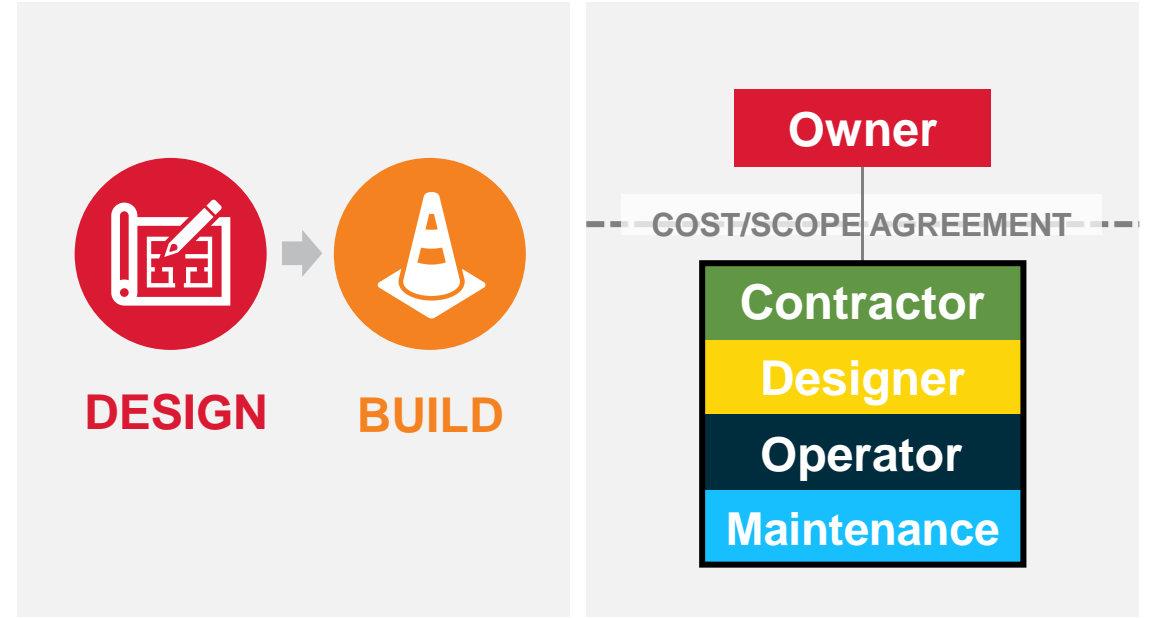 DESIGN
BUILD
Owner
COST/SCOPE AGREEMENT
Contractor
Designer
Operator
Maintenance